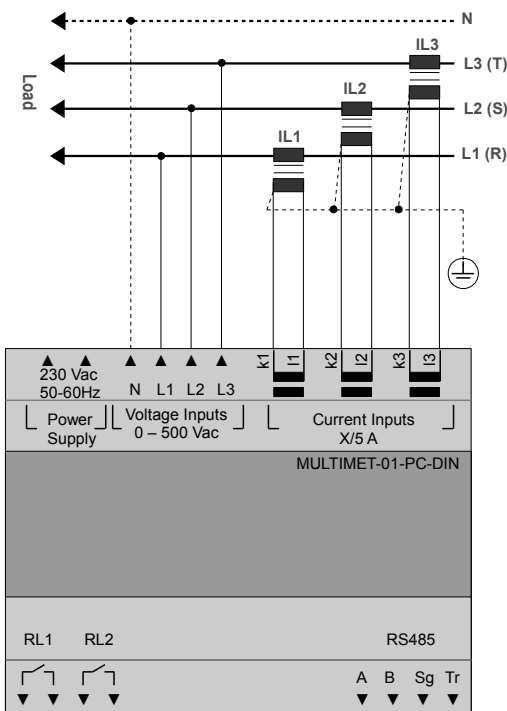 N
IL3
L3 (T)
Load
IL2
L2 (S)
IL1
L1 (R)
k1 l1 k2 l2 k3 l3
230 Vac
50-60Hz
N L1 L2 L3
Power
Supply
Voltage Inputs
0 – 500 Vac
Current Inputs
X/5 A
MULTIMET-01-PC-DIN
RL1 RL2 RS485
A B Sg Tr